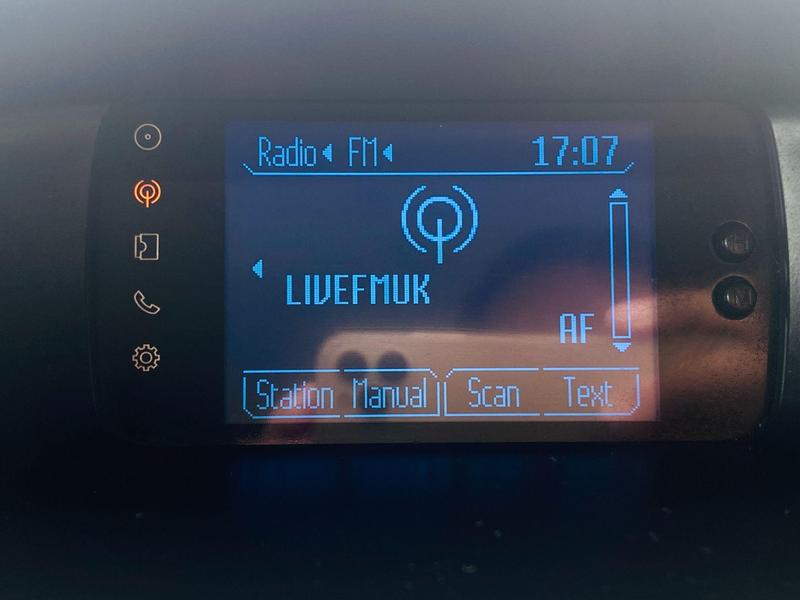 Radio FM 17:07
LIVEFMUK
AF
Station Manual Scan Text